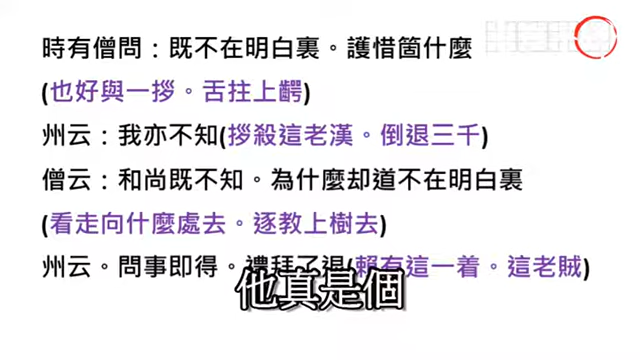 時有僧問：既不在明白裏。護惜箇什麼
(也好與一拶。舌拄上齶)
州云：我亦不知(拶殺這老漢。倒退三千)
僧云：和尚既不知。為什麼却道不在明白裏
(看走向什麼處去。逐教上樹去)
州云。問事即得。禮拜了退(賴有這一着。這老賊)
他真是個